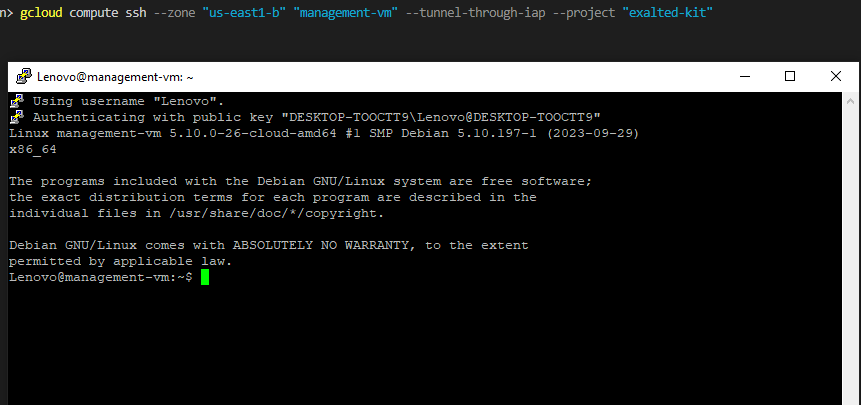 n> gcloud compute ssh --zone "us-east1-b" "management-vm" --tunnel-through-iap --project "exalted-kit"
Lenovo@management-vm: ~
Using username "Lenovo".
Authenticating with public key "DESKTOP-TOOCTT9\Lenovo@DESKTOP-TOOCTT9"
Linux management-vm 5.10.0-26-cloud-amd64 #1 SMP Debian 5.10.197-1 (2023-09-29)
x86_64
The programs included with the Debian GNU/Linux system are free software;
the exact distribution terms for each program are described in the
individual files in /usr/share/doc/*/copyright.
Debian GNU/Linux comes with ABSOLUTELY NO WARRANTY, to the extent
permitted by applicable law.
Lenovo@management-vm:~$